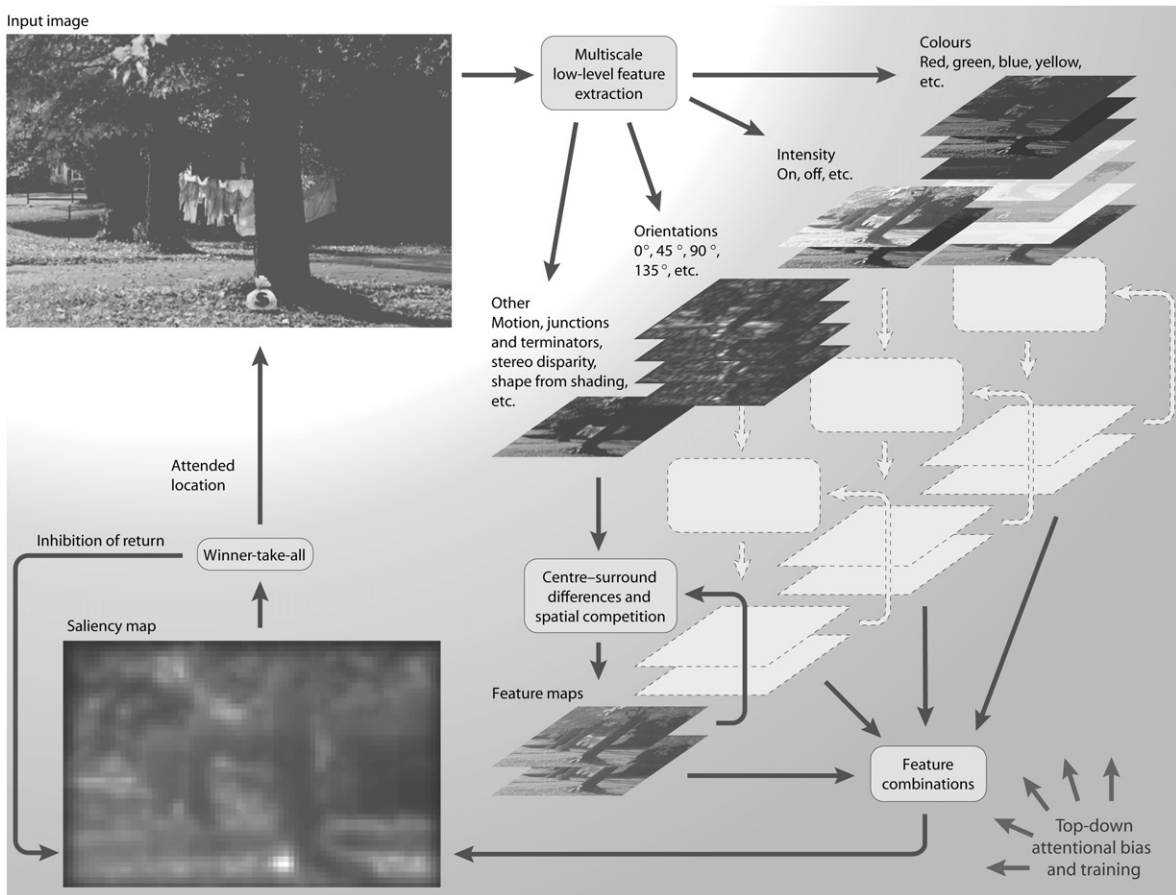 Input image
Multiscale
low-level feature
extraction
Colours
Red, green, blue, yellow,
etc.
Intensity
On, off, etc.
Orientations
0°, 45 °, 90 °,
135 °, etc.
Other
Motion, junctions
and terminators,
stereo disparity,
shape from shading,
etc.
Attended
location
Inhibition of return
Winner-take-all
Centre–surround
differences and
spatial competition
Saliency map
Feature maps
Feature
combinations
Top-down
attentional bias
and training